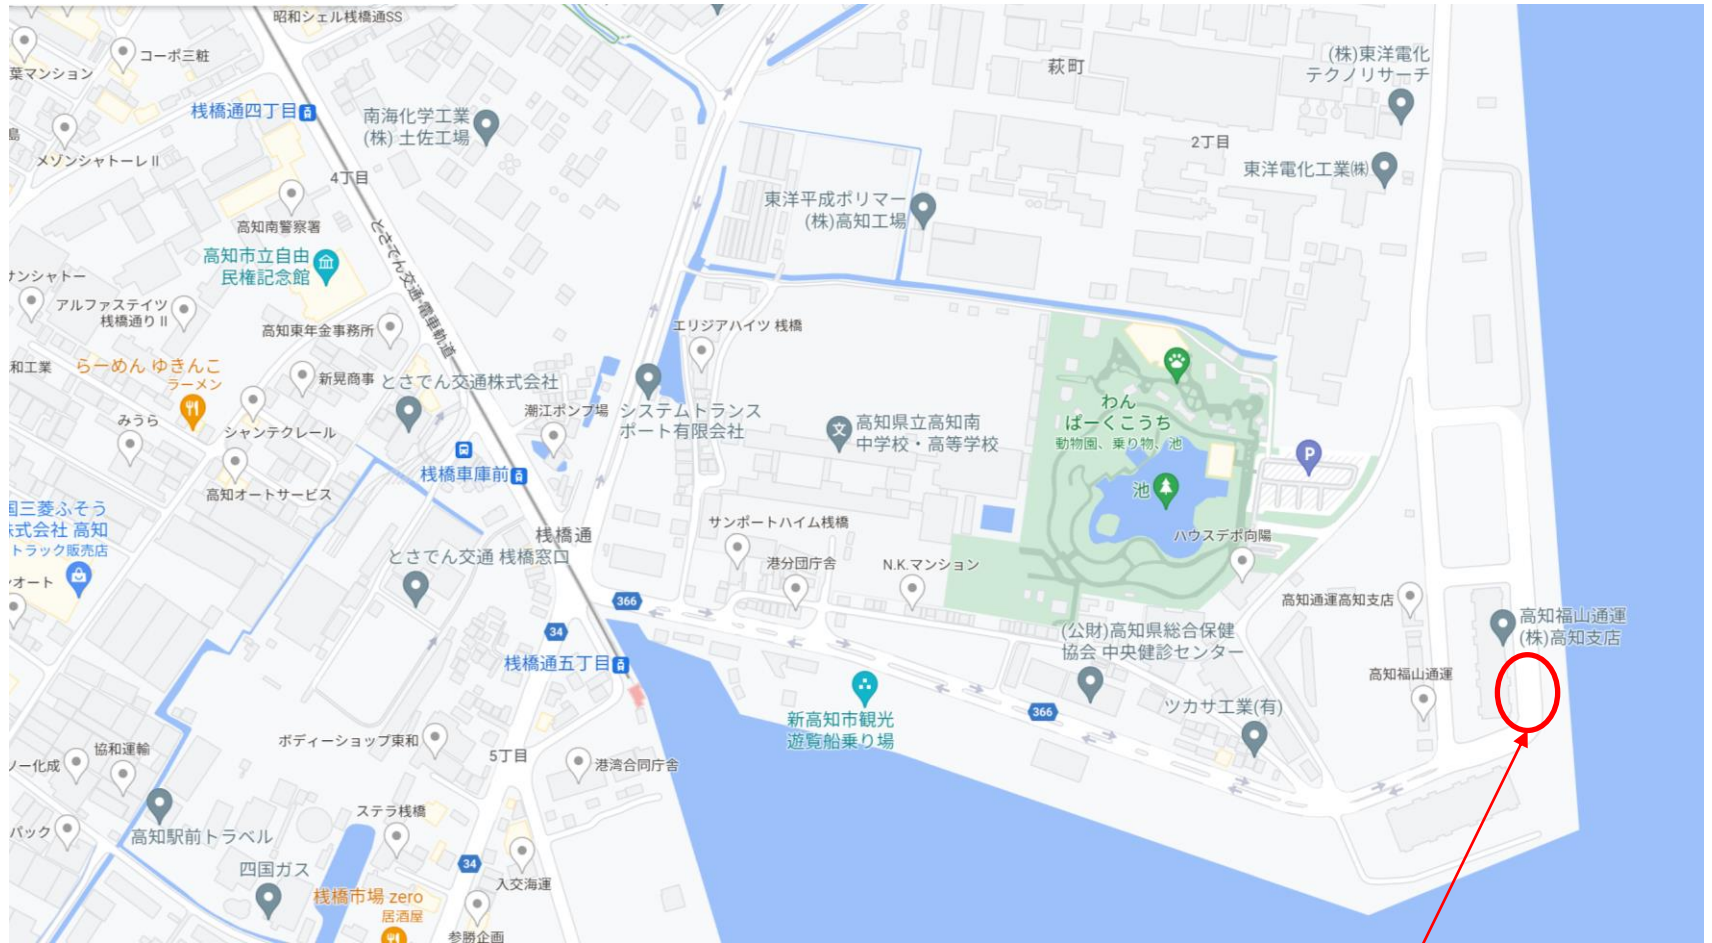 昭和シェル桟橋通SS
コーポ三粧
葉マンション
(株)東洋電化
テクノリサーチ
萩町
桟橋通四丁目
南海化学工業
(株) 土佐工場
2丁目
島
メゾンシャトーレⅡ
東洋電化工業㈱
4丁目
東洋平成ポリマー
(株)高知工場
高知南警察署
とさでん交通-電車軌道
高知市立自由
民権記念館
サンシャトー
アルファステイツ
桟橋通りⅡ
高知東年金事務所
エリジアハイツ 桟橋
和工業
らーめん ゆきんこ
ラーメン
新晃商事
とさでん交通株式会社
わん
ぱーくこうち
動物園、乗り物、池
みうら
シャンテクレール
潮江ポンプ場
システムトランス
ポート有限会社
高知県立高知南
中学校・高等学校
P
桟橋車庫前
高知オートサービス
池
国三菱ふそう
株式会社 高知
トラック販売店
桟橋通
サンポートハイム桟橋
ハウスデポ向陽
とさでん交通 桟橋窓口
港分団庁舎
N.K.マンション
オート
366
高知通運高知支店
高知福山通運
(株)高知支店
34
(公財)高知県総合保健
協会 中央健診センター
桟橋通五丁目
高知福山通運
新高知市観光
遊覧船乗り場
366
ツカサ工業(有)
ボディーショップ東和
協和運輸
5丁目
港湾合同庁舎
ノー化成
ステラ桟橋
パック
高知駅前トラベル
四国ガス
34
入交海運
桟橋市場 zero
居酒屋
参勝企画